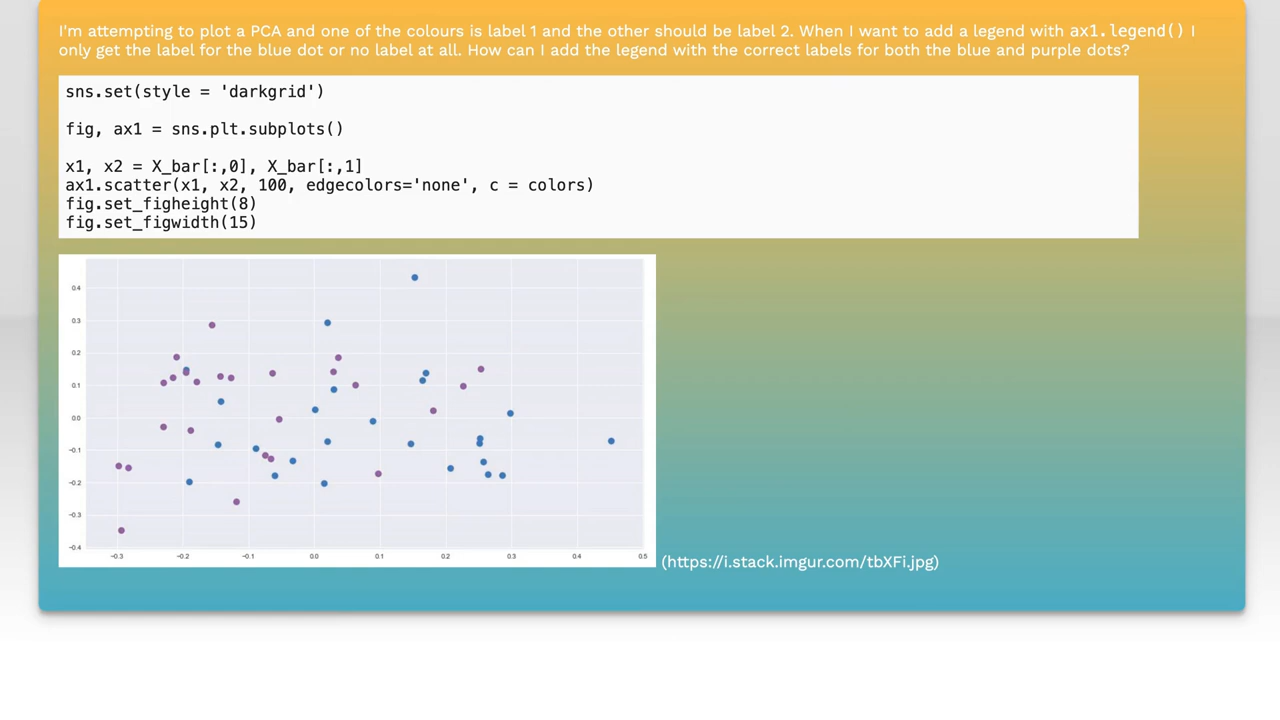 I'm attempting to plot a PCA and one of the colours is label 1 and the other should be label 2. When I want to add a legend with ax1.legend() I
only get the label for the blue dot or no label at all. How can I add the legend with the correct labels for both the blue and purple dots?
sns.set(style = 'darkgrid')
fig, ax1 = sns.plt.subplots()
x1, x2 = X_bar[:,0], X_bar[:,1]
ax1.scatter(x1, x2, 100, edgecolors='none', c = colors)
fig.set_figheight(8)
fig.set_figwidth(15)
0.4
0.3
0.2
0.1
0.0
−0.1
−0.2
−0.3
−0.4
−0.3 −0.2 −0.1 0.0 0.1 0.2 0.3 0.4 0.5
(https://i.stack.imgur.com/tbXFi.jpg)